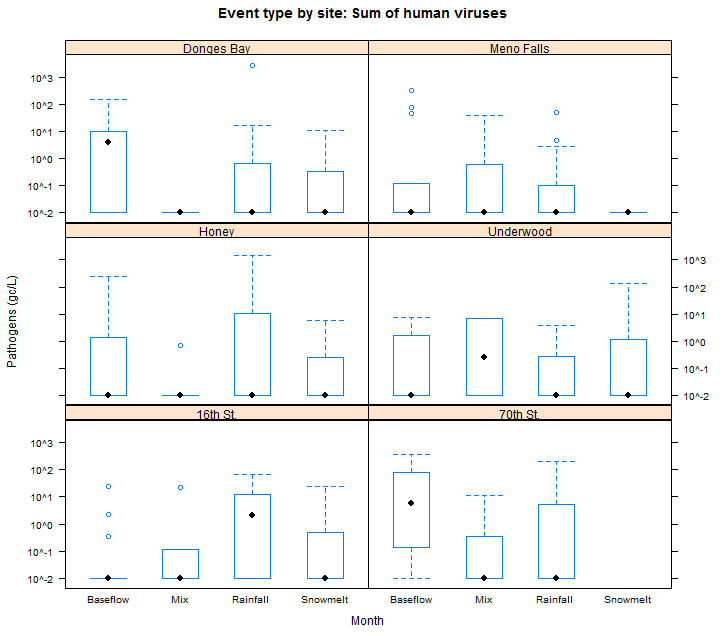 Event type by site: Sum of human viruses
Donges Bay
Meno Falls
10^3
10^2
10^1
10^0
10^-1
10^-2
Honey
Underwood
10^3
10^2
10^1
10^0
10^-1
10^-2
Pathogens (gc/L)
16th St.
70th St.
10^3
10^2
10^1
10^0
10^-1
10^-2
Baseflow Mix Rainfall Snowmelt Baseflow Mix Rainfall Snowmelt
Month